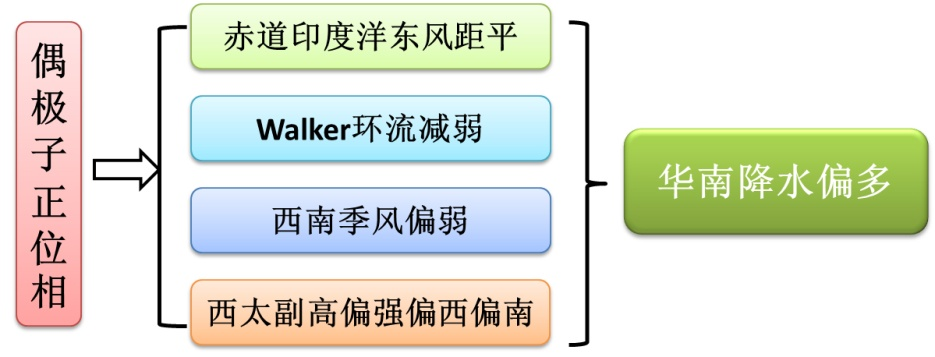 偶极子正位相
赤道印度洋东风距平
Walker环流减弱
西南季风偏弱
西太副高偏强偏西偏南
华南降水偏多